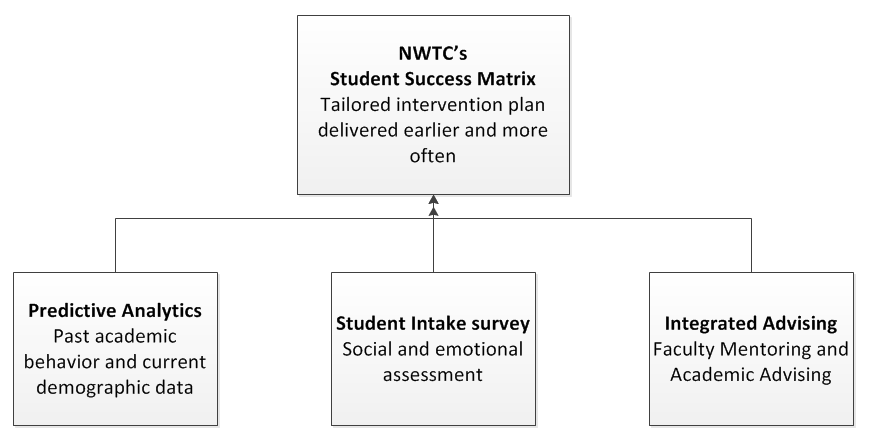 NWTC's
Student Success Matrix
Tailored intervention plan
delivered earlier and more
often
Predictive Analytics
Past academic
behavior and current
demographic data
Student Intake survey
Social and emotional
assessment
Integrated Advising
Faculty Mentoring and
Academic Advising